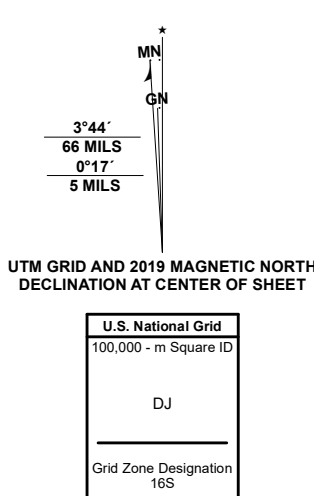 ★
MN
GN
3°44´
66 MILS
0°17´
5 MILS
UTM GRID AND 2019 MAGNETIC NORTH
DECLINATION AT CENTER OF SHEET
U.S. National Grid
100,000 - m Square ID
DJ
Grid Zone Designation
16S